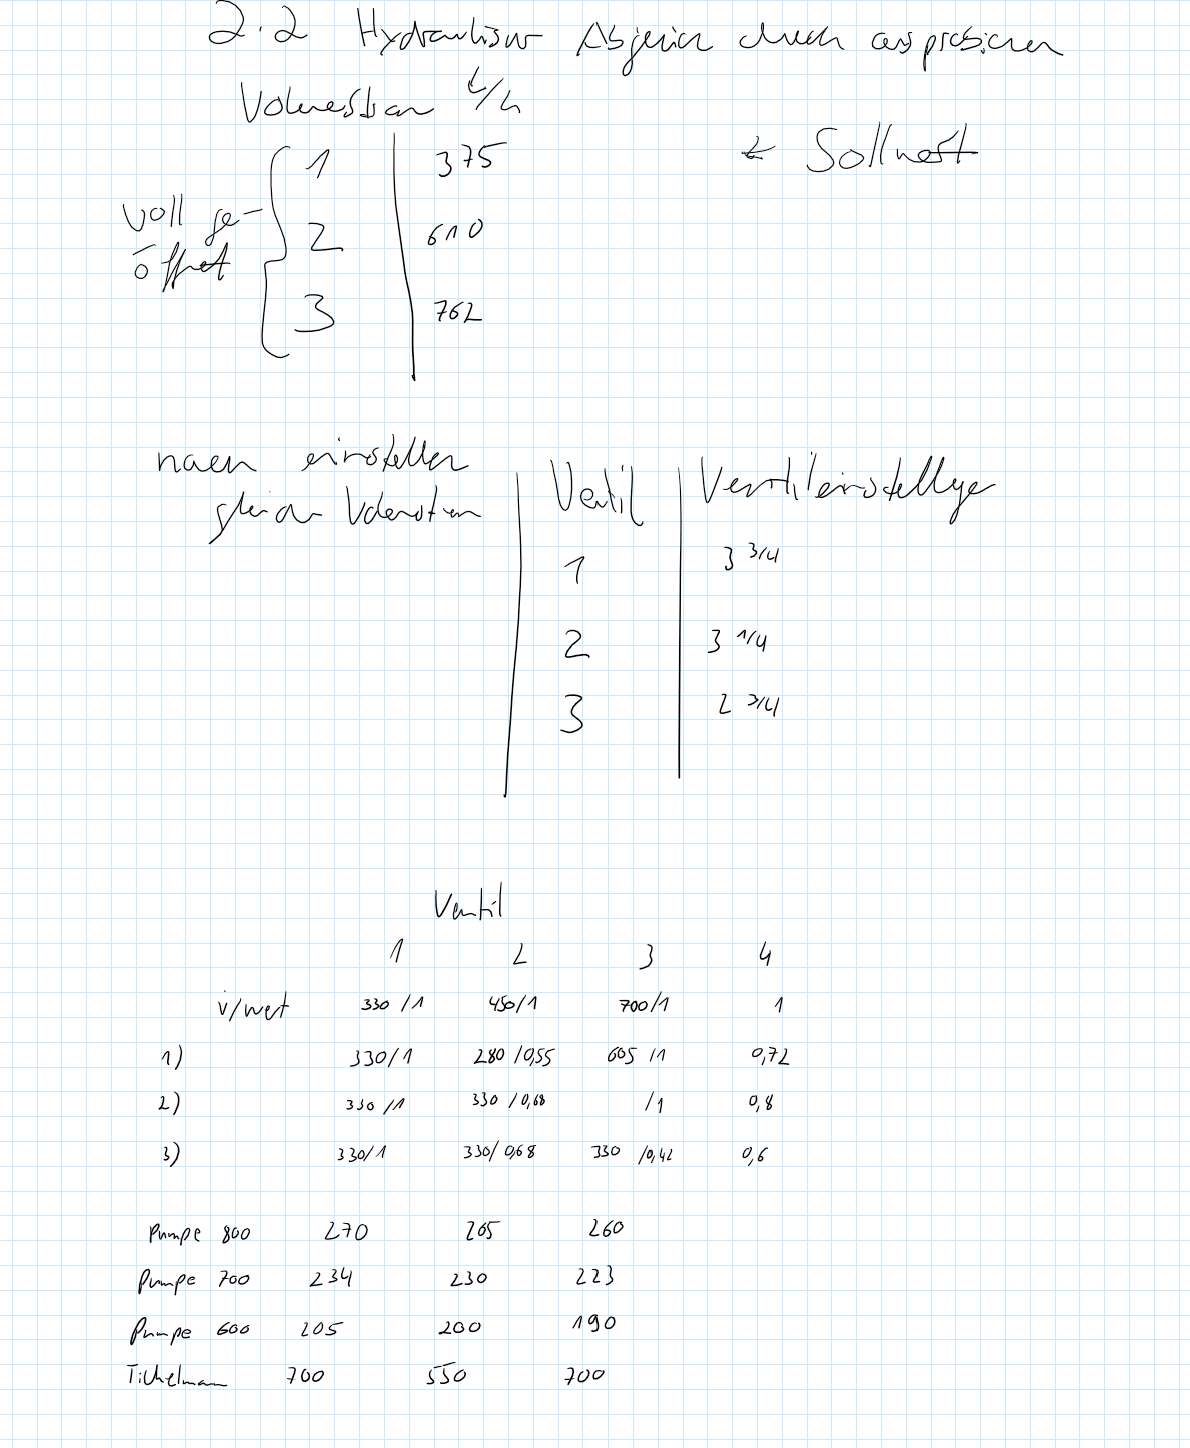 2.2 Hydraulischer Abgleich durch ausprobieren
Volumenstrom L/h
1 375
← Sollwert
voll ge-
öffnet
2 610
3 762
nach einstellen
gleicher Volumenstrom
Ventil Ventileinstellungen
1 3 3/4
2 3 1/4
3 2 3/4
Ventil
1 2 3 4
V̇/wert 330/1 450/1 700/1 1
1) 330/1 280/0,55 605/1 0,72
2) 330/1 330/0,68 /1 0,8
3) 330/1 330/0,68 330/0,42 0,6
Pumpe 800 270 265 260
Pumpe 700 234 230 223
Pumpe 600 205 200 190
Tichelmann 700 550 700